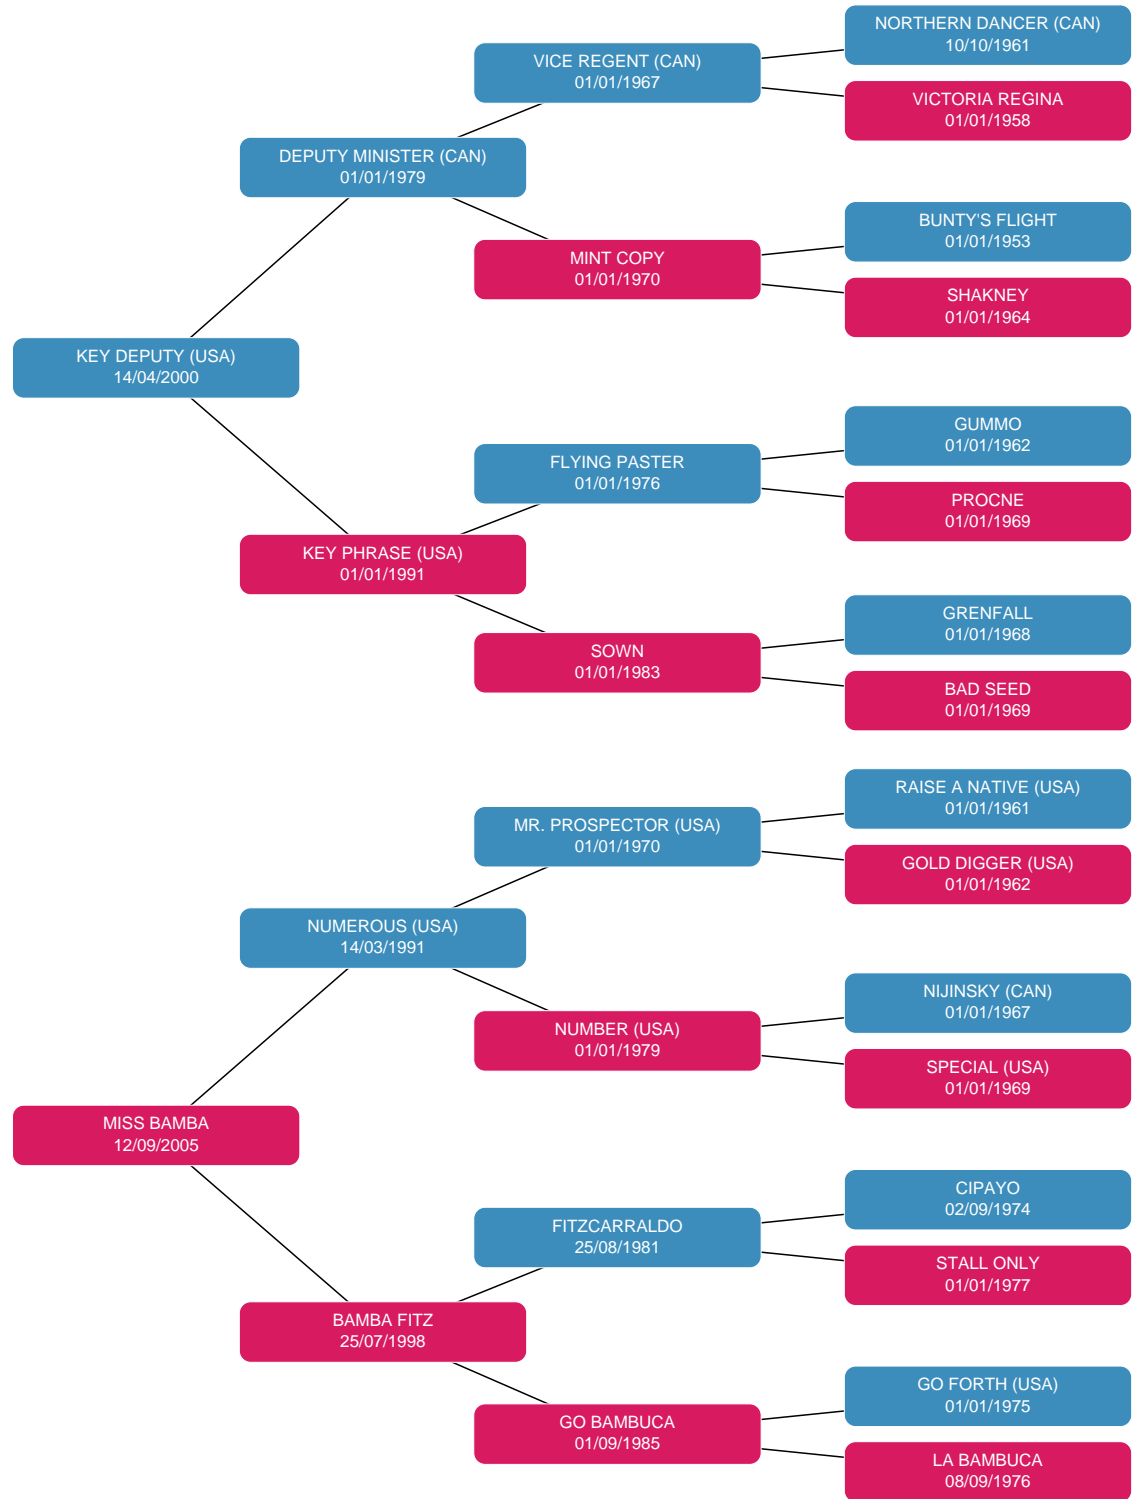 NORTHERN DANCER (CAN)
10/10/1961
VICE REGENT (CAN)
01/01/1967
VICTORIA REGINA
01/01/1958
DEPUTY MINISTER (CAN)
01/01/1979
BUNTY'S FLIGHT
01/01/1953
MINT COPY
01/01/1970
SHAKNEY
01/01/1964
KEY DEPUTY (USA)
14/04/2000
GUMMO
01/01/1962
FLYING PASTER
01/01/1976
PROCNE
01/01/1969
KEY PHRASE (USA)
01/01/1991
GRENFALL
01/01/1968
SOWN
01/01/1983
BAD SEED
01/01/1969
RAISE A NATIVE (USA)
01/01/1961
MR. PROSPECTOR (USA)
01/01/1970
GOLD DIGGER (USA)
01/01/1962
NUMEROUS (USA)
14/03/1991
NIJINSKY (CAN)
01/01/1967
NUMBER (USA)
01/01/1979
SPECIAL (USA)
01/01/1969
MISS BAMBA
12/09/2005
CIPAYO
02/09/1974
FITZCARRALDO
25/08/1981
STALL ONLY
01/01/1977
BAMBA FITZ
25/07/1998
GO FORTH (USA)
01/01/1975
GO BAMBUCA
01/09/1985
LA BAMBUCA
08/09/1976